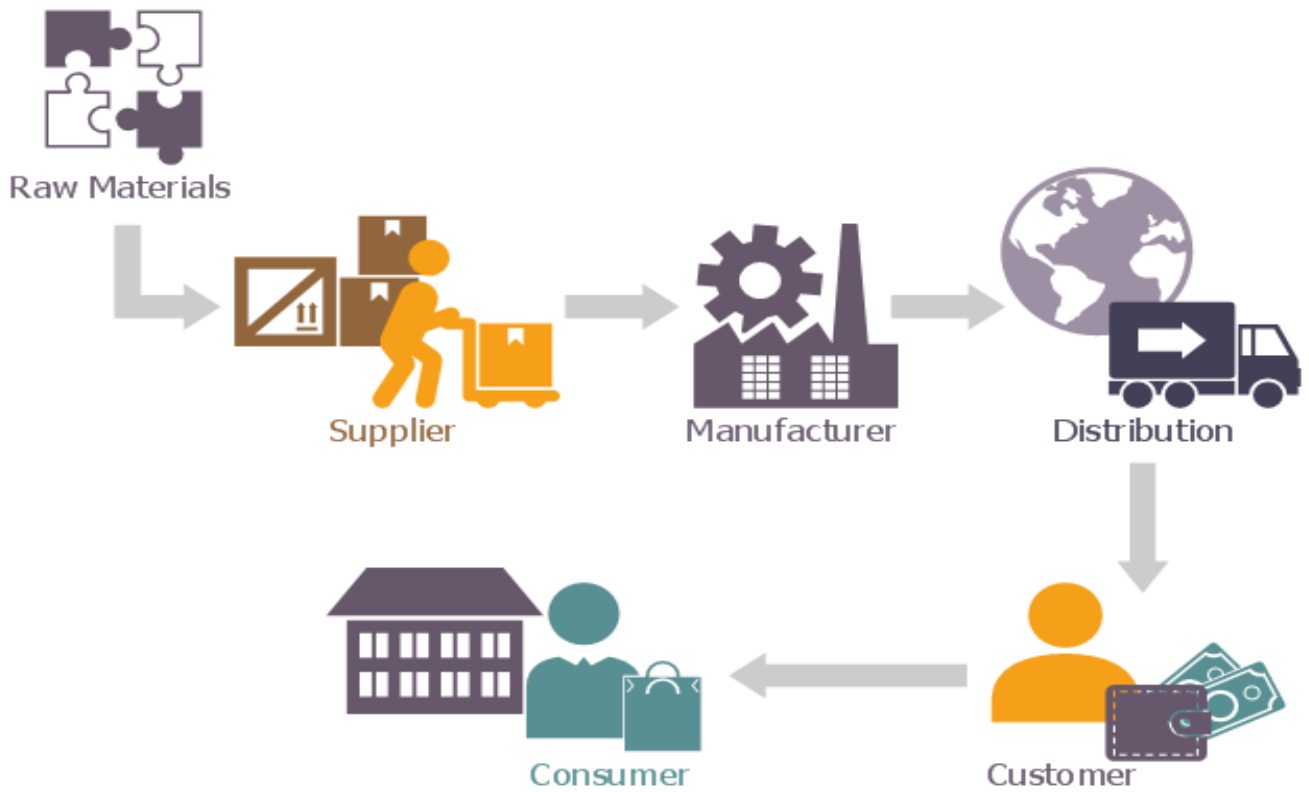 Raw Materials
Supplier
Manufacturer
Distribution
Customer
Consumer